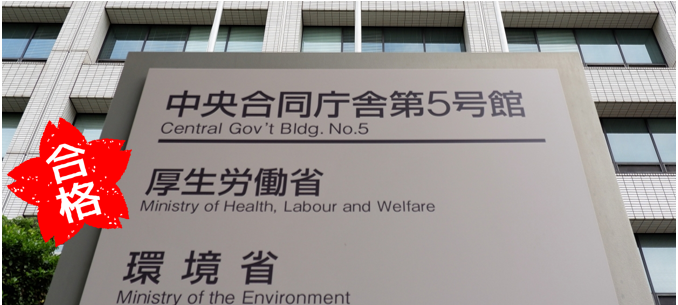 中央合同庁舎第5号館
Central Gov't Bldg. No.5
厚生労働省
Ministry of Health, Labour and Welfare
環境省
Ministry of the Environment
合格